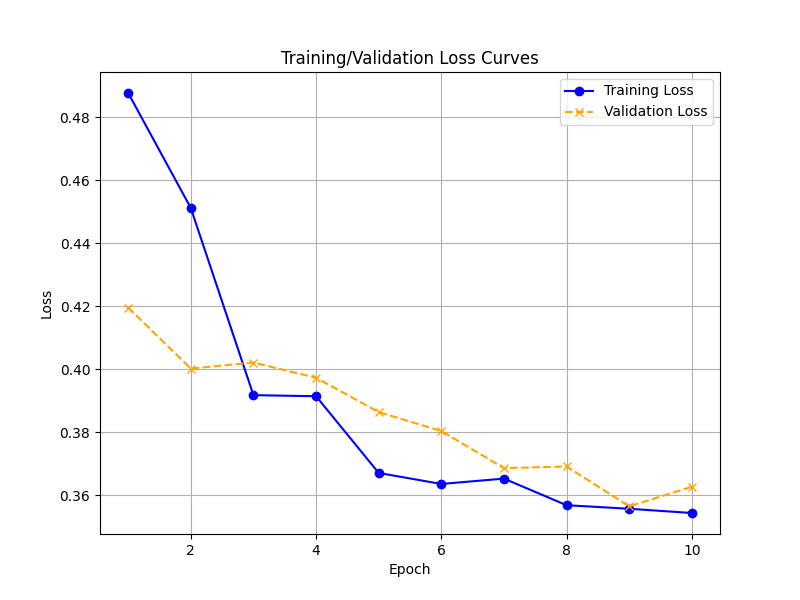 Training/Validation Loss Curves
Training Loss
Validation Loss
0.48
0.46
0.44
0.42
0.40
0.38
0.36
Loss
2 4 6 8 10
Epoch